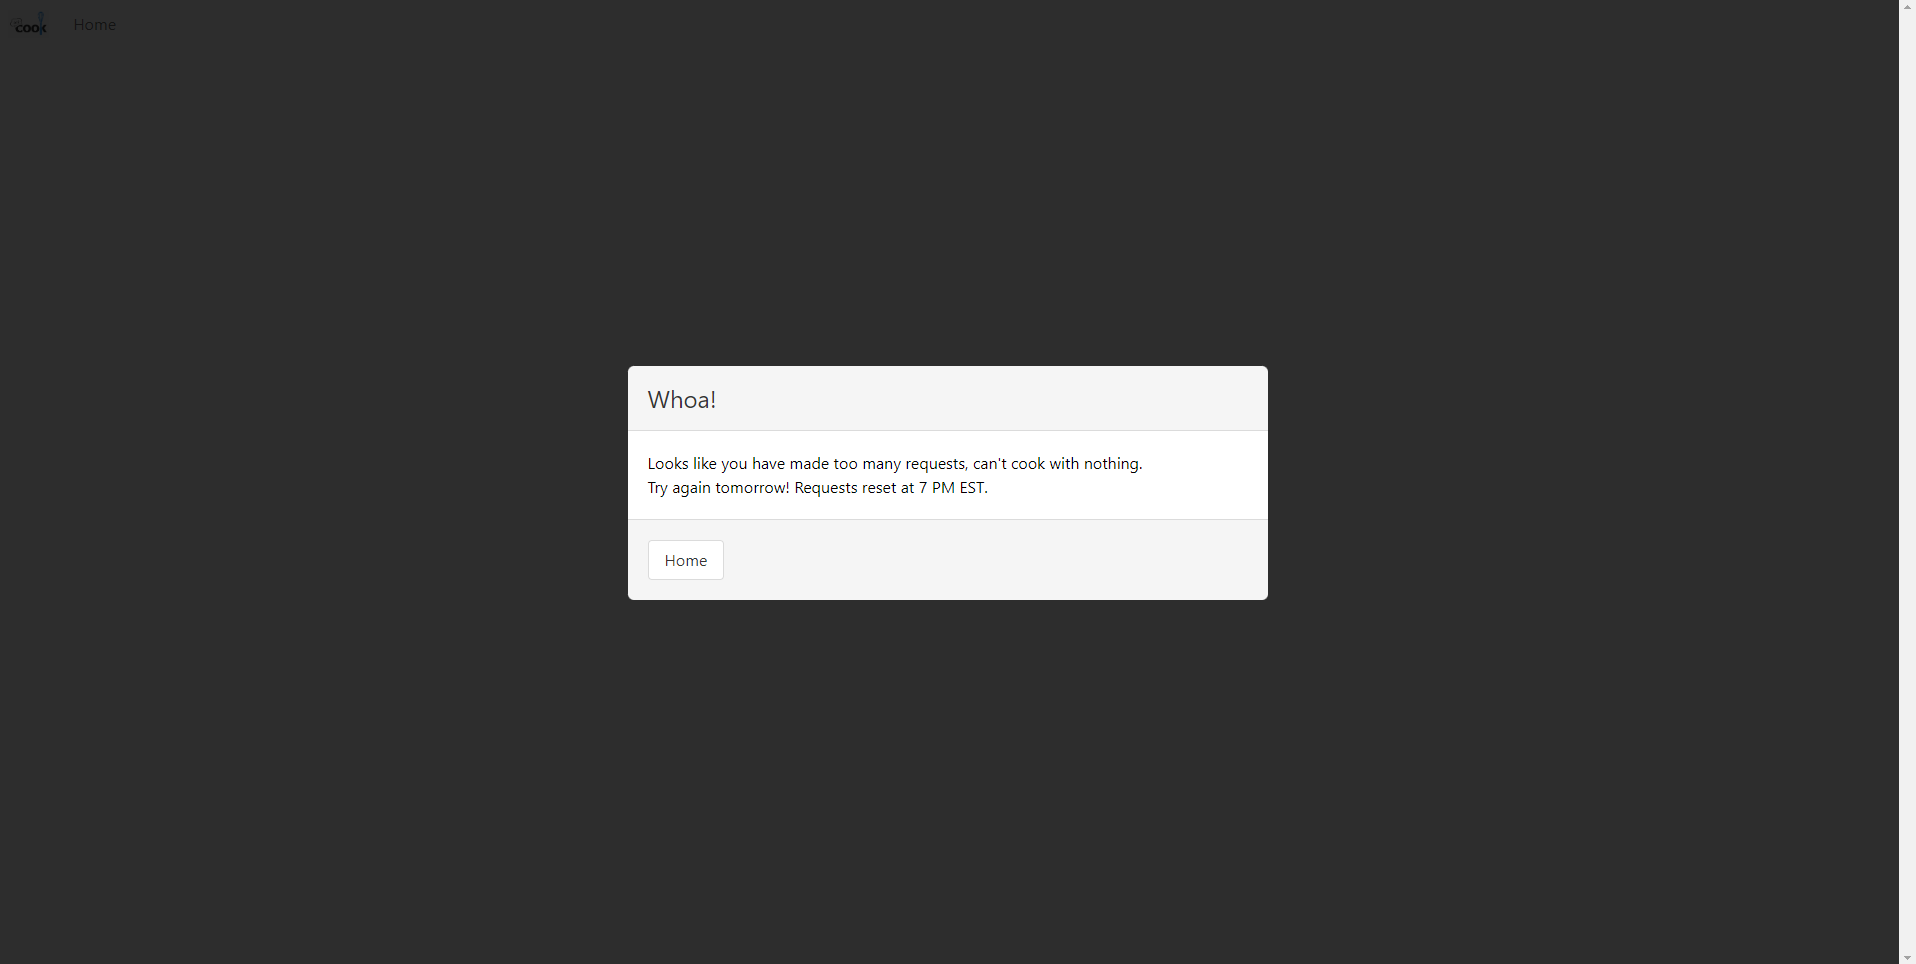 cook
Home
Whoa!
Looks like you have made too many requests, can't cook with nothing.
Try again tomorrow! Requests reset at 7 PM EST.
Home